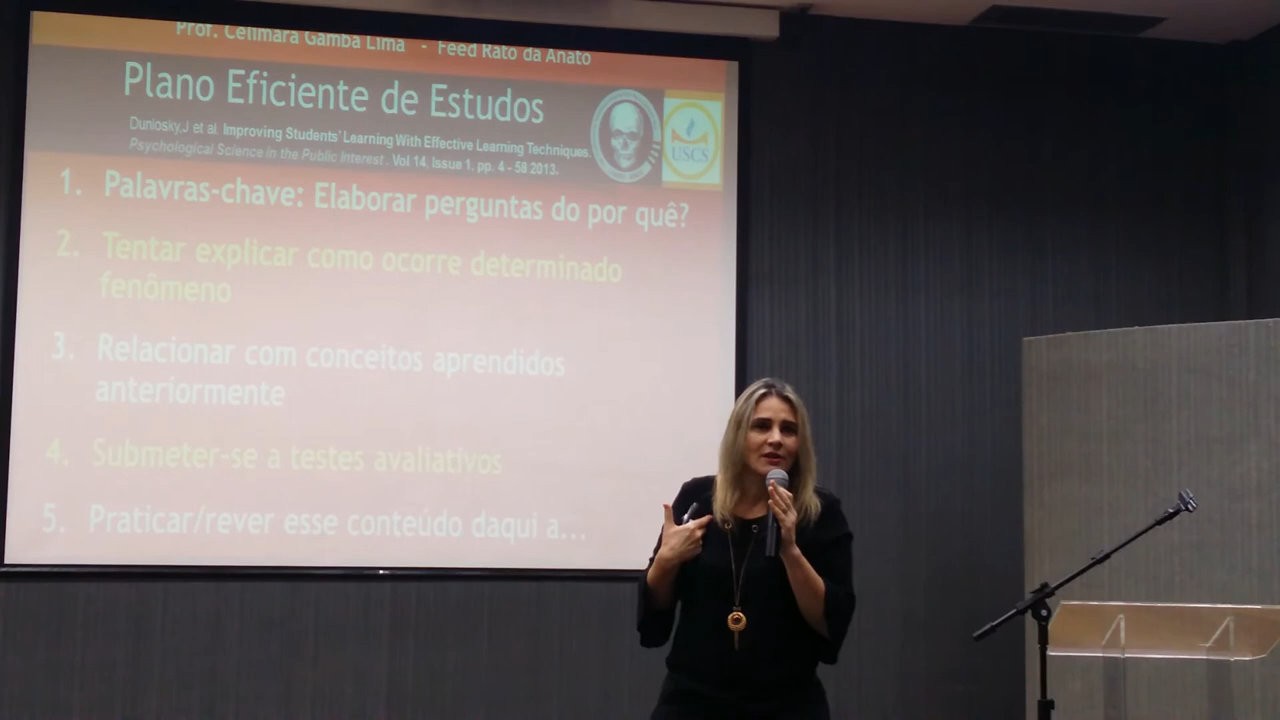 Prof. Celimara Gamba Lima - Feed Rato da Anato
Plano Eficiente de Estudos
Dunlosky,J et al. Improving Students' Learning With Effective Learning Techniques.
Psychological Science in the Public Interest. Vol 14. Issue 1. pp. 4 - 58 2013.
USCS
1. Palavras-chave: Elaborar perguntas do por quê?
2. Tentar explicar como ocorre determinado
fenômeno
3. Relacionar com conceitos aprendidos
anteriormente
4. Submeter-se a testes avaliativos
5. Praticar/rever esse conteúdo daqui a...